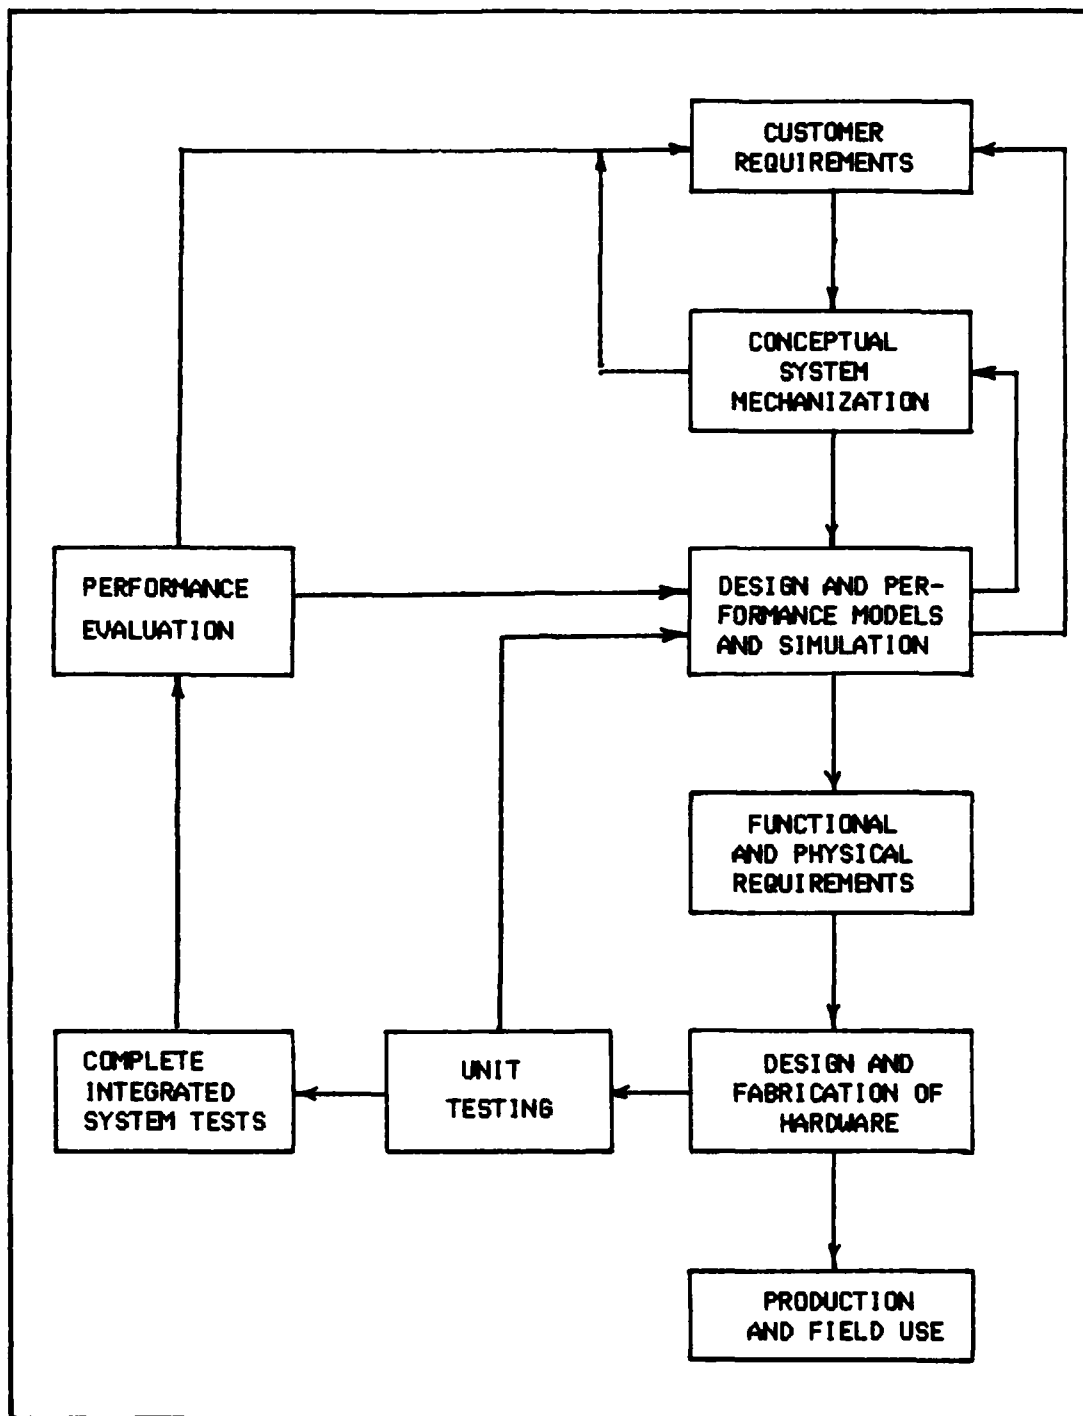 CUSTOMER
REQUIREMENTS
CONCEPTUAL
SYSTEM
MECHANIZATION
PERFORMANCE
EVALUATION
DESIGN AND PER-
FORMANCE MODELS
AND SIMULATION
FUNCTIONAL
AND PHYSICAL
REQUIREMENTS
COMPLETE
INTEGRATED
SYSTEM TESTS
UNIT
TESTING
DESIGN AND
FABRICATION OF
HARDWARE
PRODUCTION
AND FIELD USE